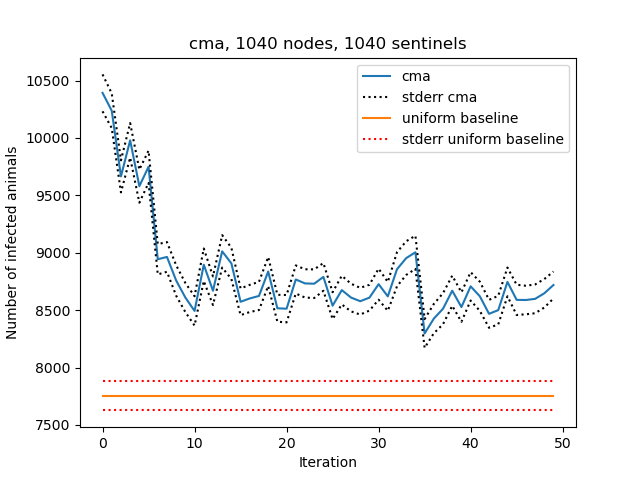 cma, 1040 nodes, 1040 sentinels
cma
stderr cma
uniform baseline
stderr uniform baseline
Number of infected animals
10500
10000
9500
9000
8500
8000
7500
0 10 20 30 40 50
Iteration